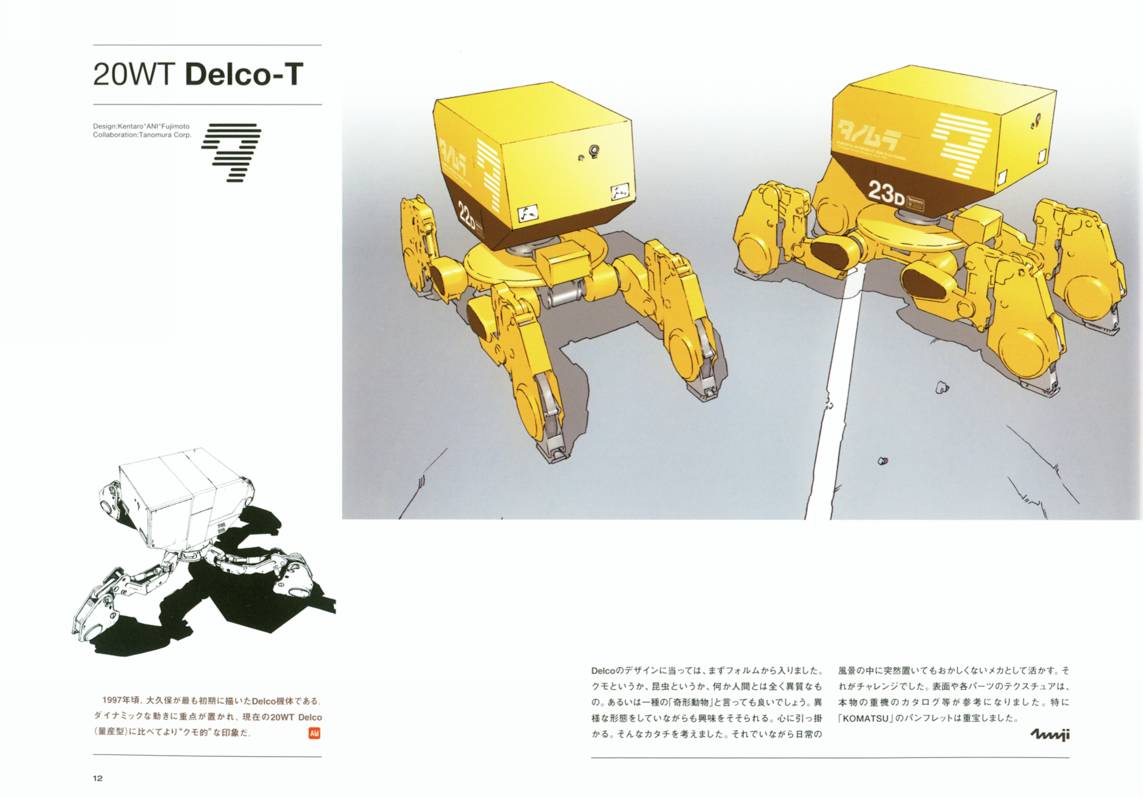 20WT Delco-T
Design:Kentaro"ANI"Fujimoto
Collaboration:Tanomura Corp.
タ
タノムラ
タ
22D
タノムラ
タ
23D
1997年頃、大久保が最も初期に描いたDelco機体である。
ダイナミックな動きに重点が置かれ、現在の20WT Delco
(量産型)に比べてより“クモ的”な印象だ。
AW
Delcoのデザインに当っては、まずフォルムから入りました。
クモというか、昆虫というか、何か人間とは全く異質なも
の。あるいは一種の「奇形動物」と言っても良いでしょう。異
様な形態をしていながらも興味をそそられる。心に引っ掛
かる。そんなカタチを考えました。それでいながら日常の
風景の中に突然置いてもおかしくないメカとして活かす。そ
れがチャレンジでした。表面や各パーツのテクスチュアは、
本物の重機のカタログ等が参考になりました。特に
「KOMATSU」のパンフレットは重宝しました。
12